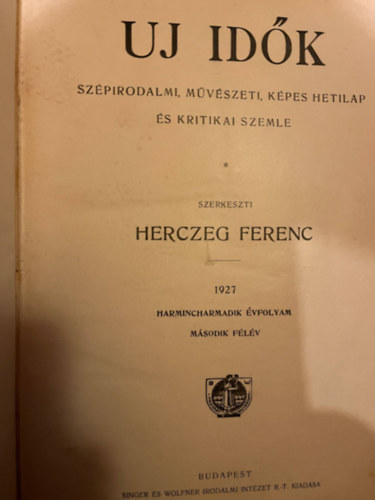 UJ IDŐK
SZÉPIRODALMI, MŰVÉSZETI, KÉPES HETILAP
ÉS KRITIKAI SZEMLE
*
SZERKESZTI
HERCZEG FERENC
1927
HARMINCHARMADIK ÉVFOLYAM
MÁSODIK FÉLÉV
BUDAPEST
SINGER ÉS WOLFNER IRODALMI INTÉZET R.-T. KIADÁSA